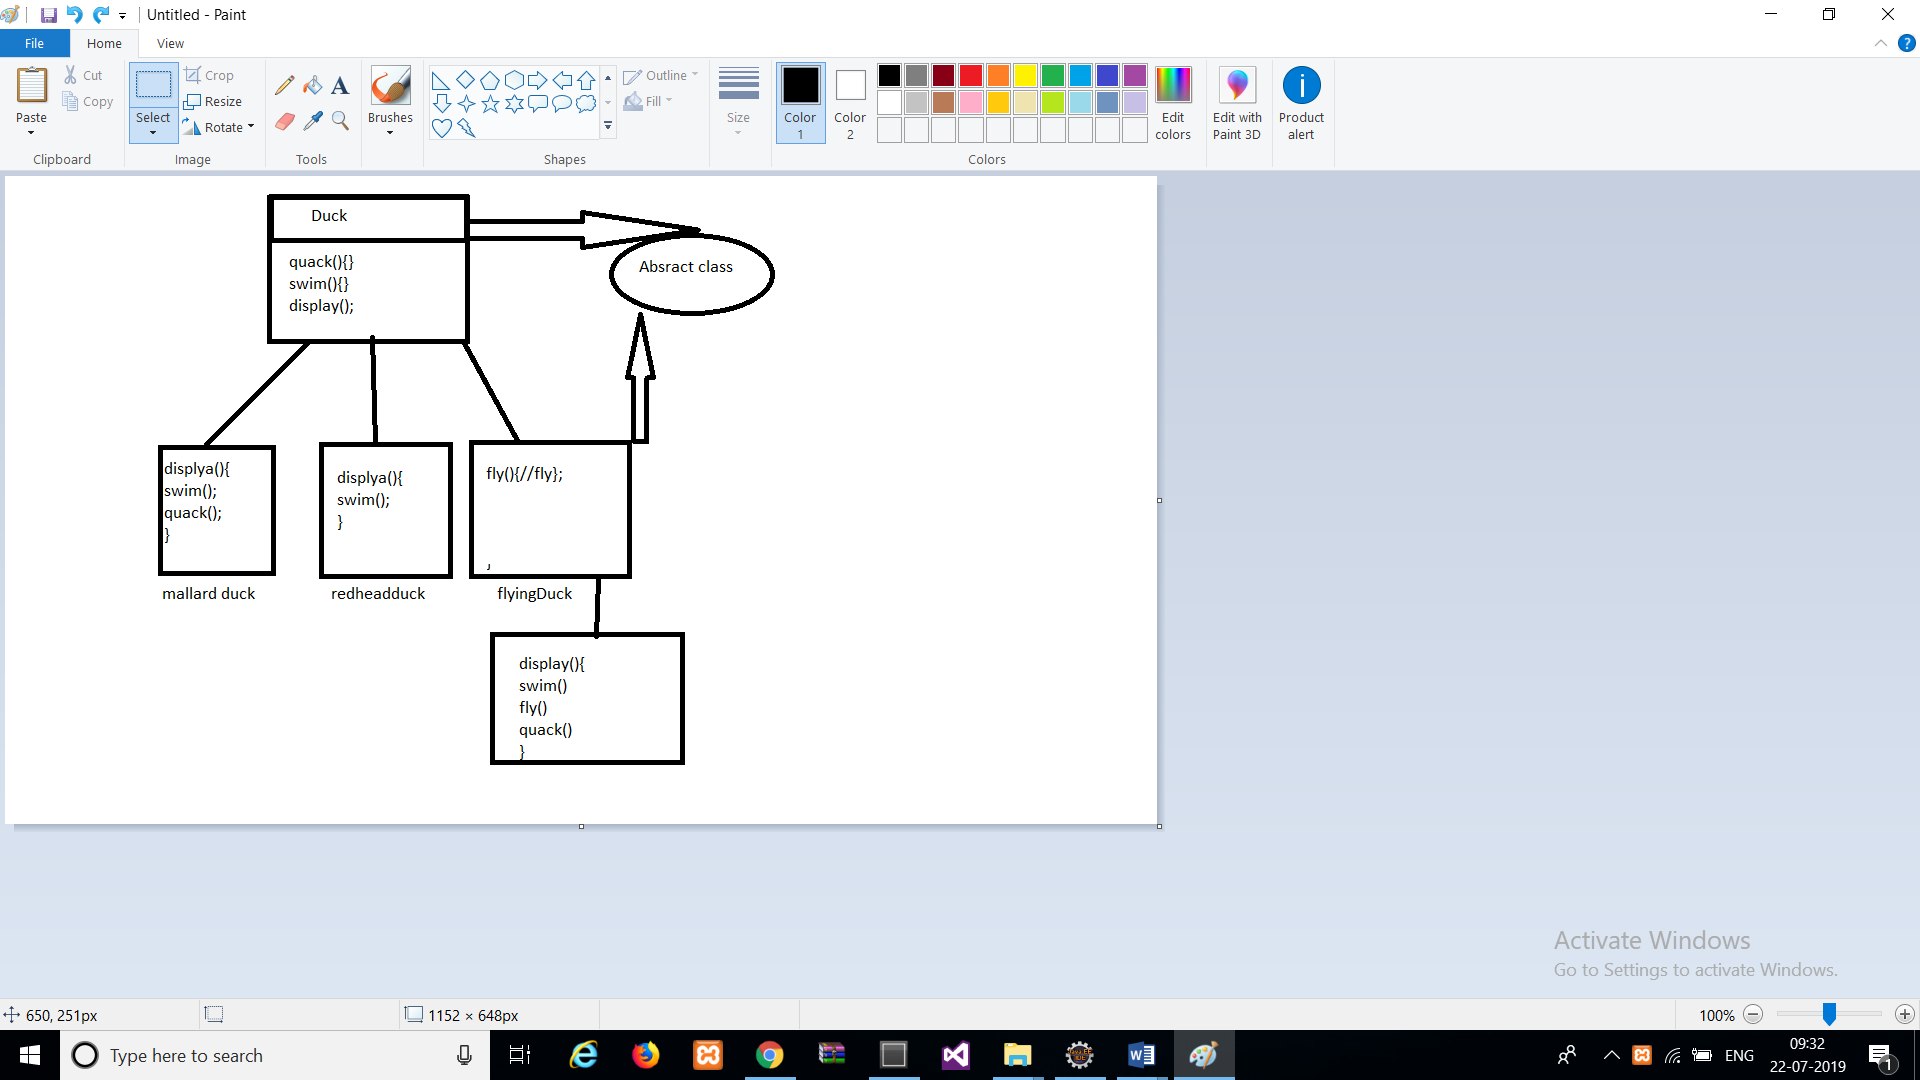 Untitled - Paint
File
Home
View
Paste
Cut
Copy
Clipboard
Select
Crop
Resize
Rotate
Image
Tools
Brushes
Shapes
Outline
Fill
Size
Color
1
Color
2
Colors
Edit
colors
Edit with
Paint 3D
Product
alert
Duck
quack(){}
swim(){}
display();
Absract class
displya(){
swim();
quack();
}
mallard duck
displya(){
swim();
}
redheadduck
fly(){//fly};
flyingDuck
display(){
swim()
fly()
quack()
}
Activate Windows
Go to Settings to activate Windows.
650, 251px
1152 × 648px
100%
Type here to search
ENG
09:32
22-07-2019
1